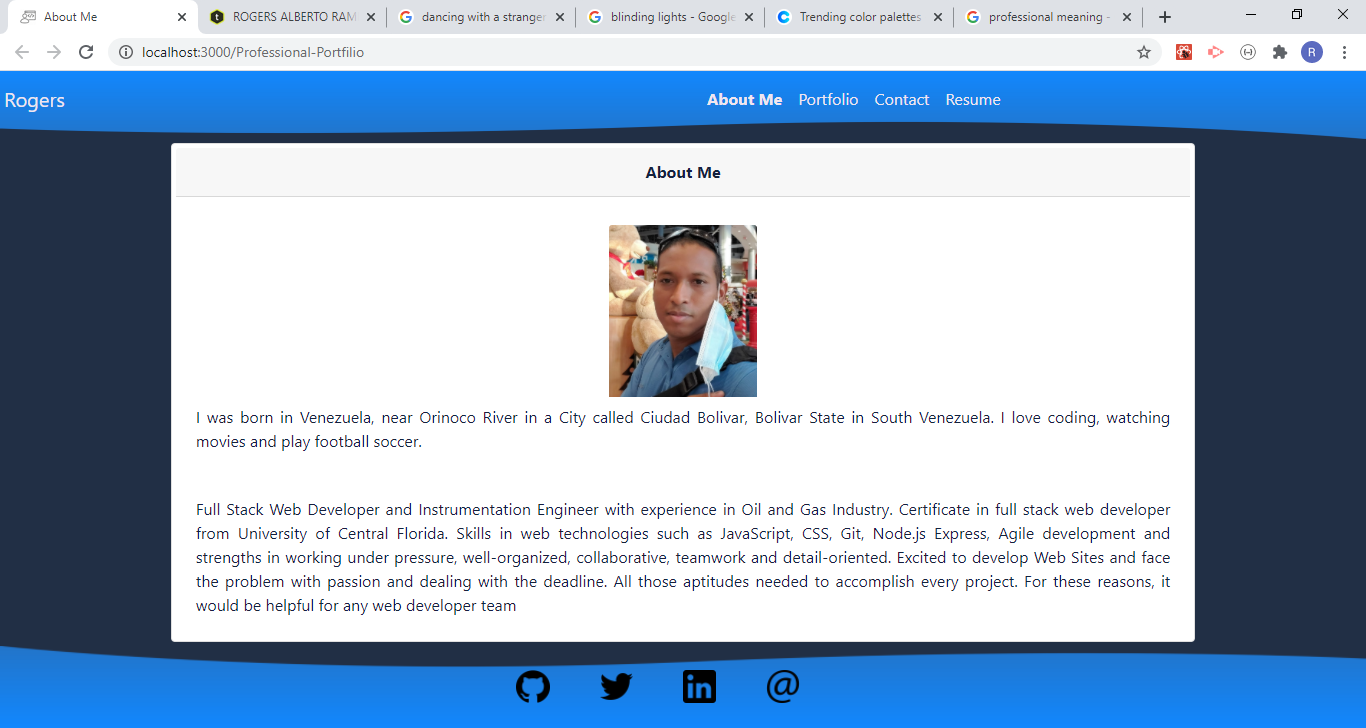 About Me
ROGERS ALBERTO RAM
dancing with a stranger
blinding lights - Google
Trending color palettes
professional meaning -
localhost:3000/Professional-Portfilio
R
Rogers
About Me Portfolio Contact Resume
About Me
I was born in Venezuela, near Orinoco River in a City called Ciudad Bolivar, Bolivar State in South Venezuela. I love coding, watching
movies and play football soccer.
Full Stack Web Developer and Instrumentation Engineer with experience in Oil and Gas Industry. Certificate in full stack web developer
from University of Central Florida. Skills in web technologies such as JavaScript, CSS, Git, Node.js Express, Agile development and
strengths in working under pressure, well-organized, collaborative, teamwork and detail-oriented. Excited to develop Web Sites and face
the problem with passion and dealing with the deadline. All those aptitudes needed to accomplish every project. For these reasons, it
would be helpful for any web developer team
in @